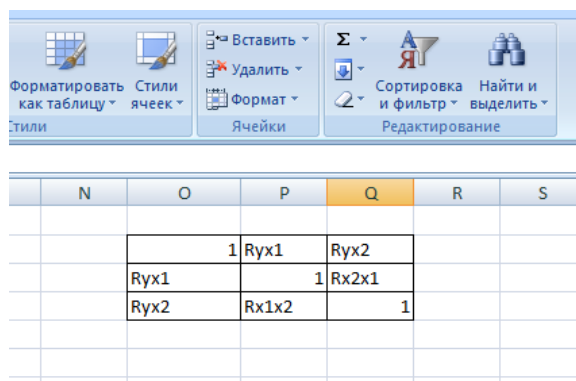 Вставить
Удалить
Формат
Форматировать
как таблицу
Стили
ячеек
Σ
А
Я
Сортировка
и фильтр
Найти и
выделить
Стили
Ячейки
Редактирование
N O P Q R S
1 Ryx1 Ryx2
Ryx1 1 Rx2x1
Ryx2 Rx1x2 1